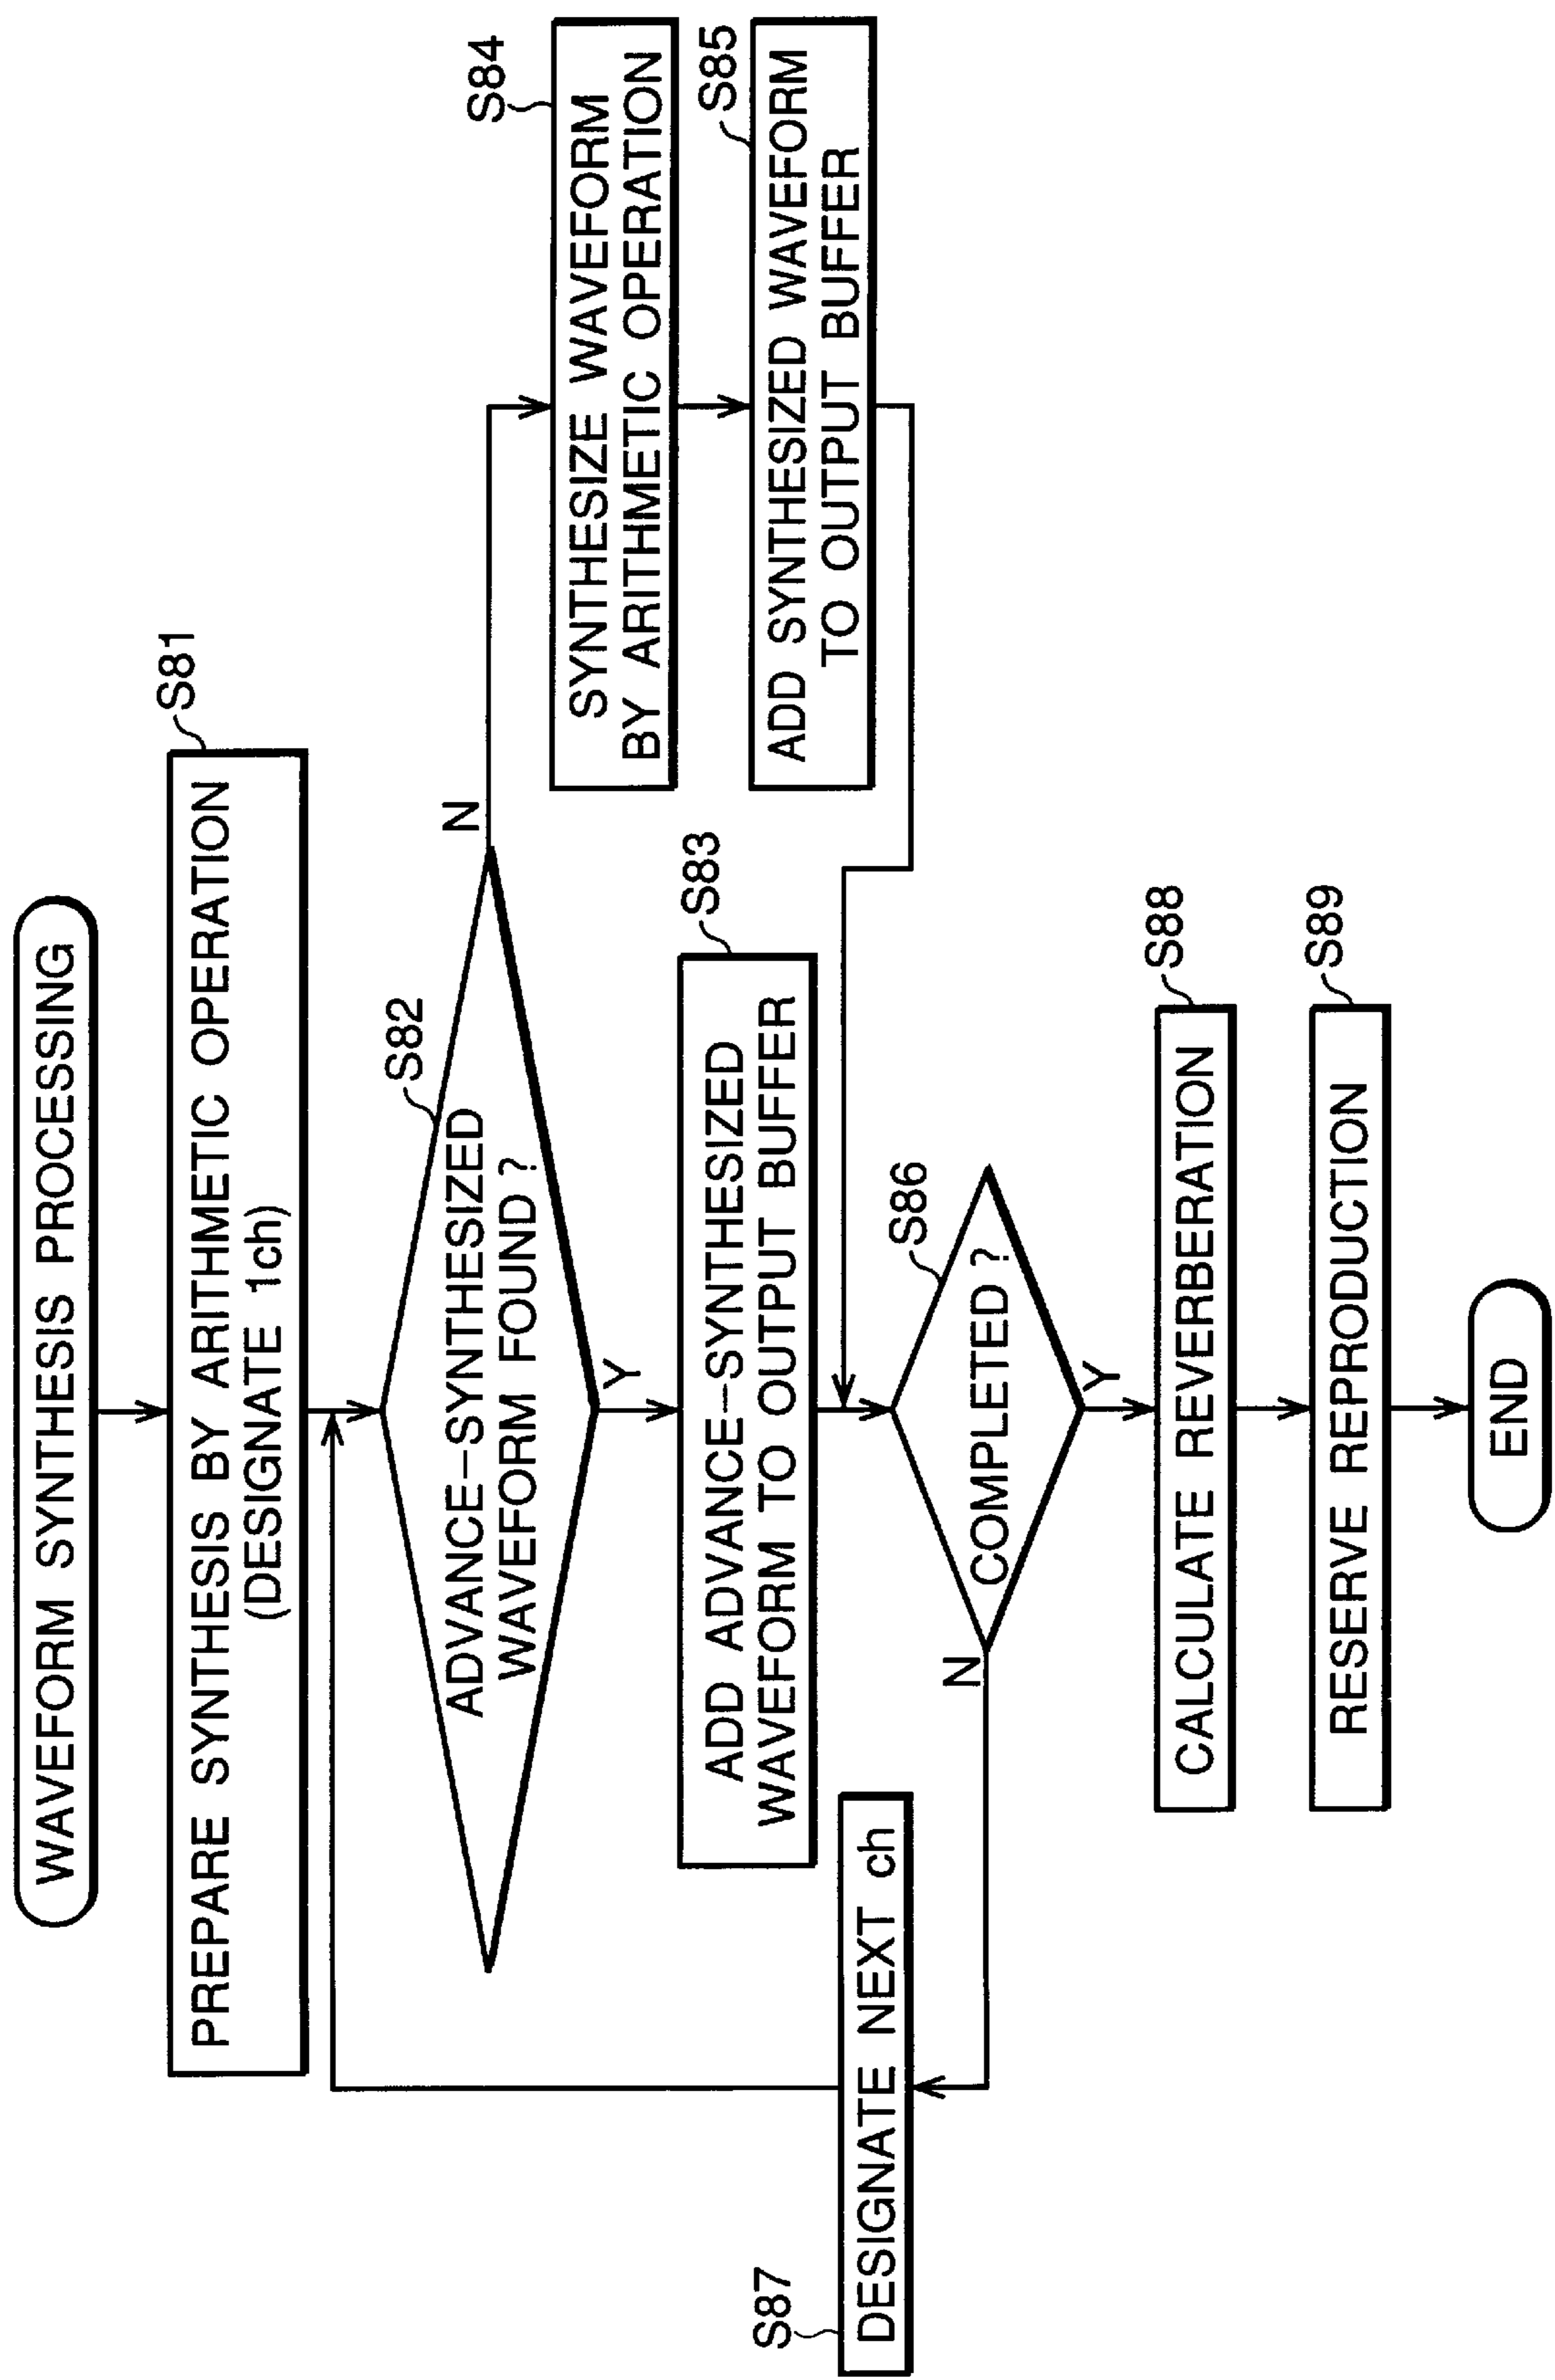 WAVEFORM SYNTHESIS PROCESSING
S81
PREPARE SYNTHESIS BY ARITHMETIC OPERATION
(DESIGNATE 1ch)
S82
ADVANCE-SYNTHESIZED
WAVEFORM FOUND ?
N
Y
S84
SYNTHESIZE WAVEFORM
BY ARITHMETIC OPERATION
S83
ADD ADVANCE-SYNTHESIZED
WAVEFORM TO OUTPUT BUFFER
S85
ADD SYNTHESIZED WAVEFORM
TO OUTPUT BUFFER
S87
DESIGNATE NEXT ch
S86
COMPLETED ?
N
Y
S88
CALCULATE REVERBERATION
S89
RESERVE REPRODUCTION
END